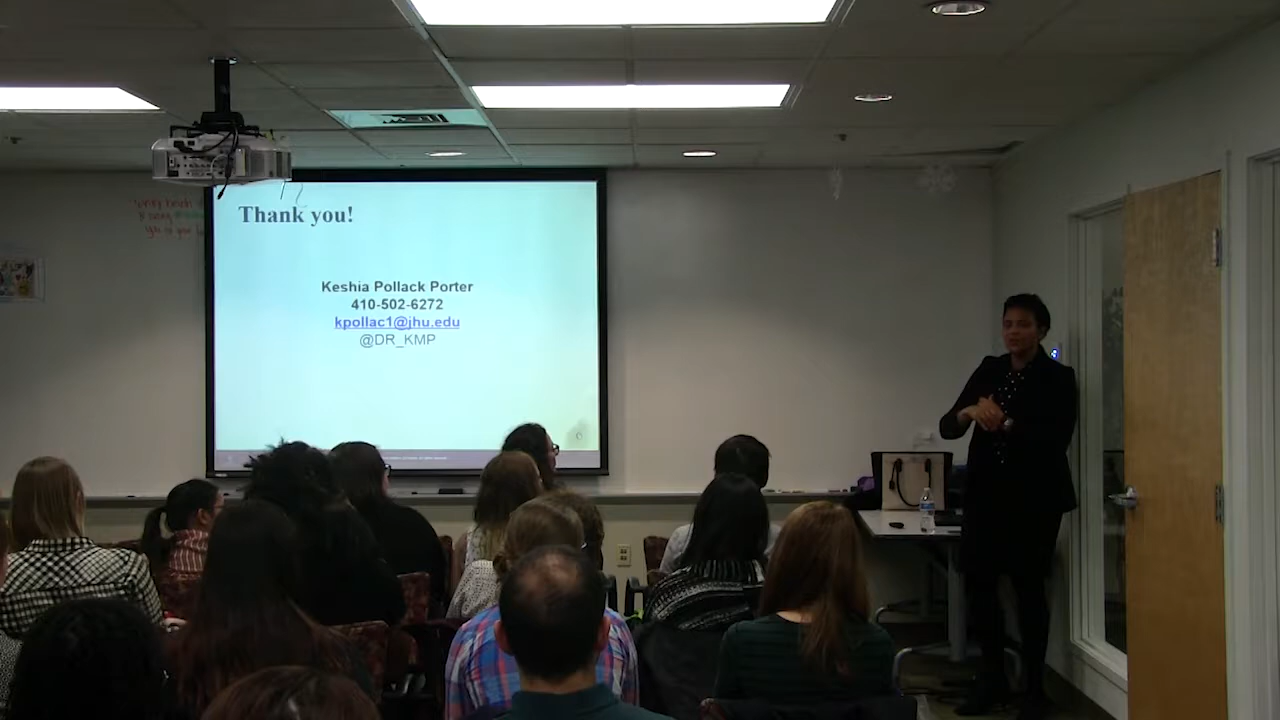 Thank you!
Keshia Pollack Porter
410-502-6272
kpollac1@jhu.edu
@DR_KMP